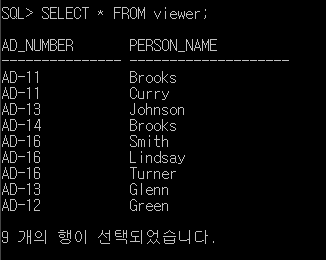 SQL> SELECT * FROM viewer;
AD_NUMBER PERSON_NAME
--------------- --------------------
AD-11 Brooks
AD-11 Curry
AD-13 Johnson
AD-14 Brooks
AD-16 Smith
AD-16 Lindsay
AD-16 Turner
AD-13 Glenn
AD-12 Green
9 개의 행이 선택되었습니다.